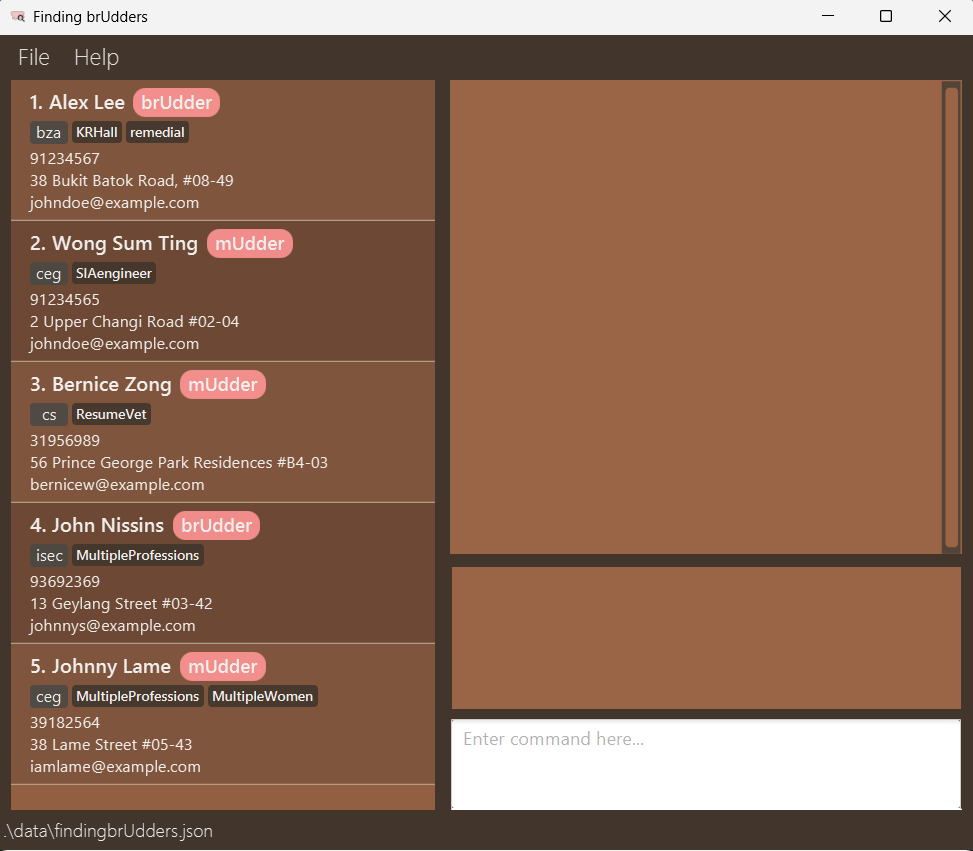 Finding brUdders
File Help
1. Alex Lee brUdder
bza KRHall remedial
91234567
38 Bukit Batok Road, #08-49
johndoe@example.com
2. Wong Sum Ting mUdder
ceg SIAengineer
91234565
2 Upper Changi Road #02-04
johndoe@example.com
3. Bernice Zong mUdder
cs ResumeVet
31956989
56 Prince George Park Residences #B4-03
bernicew@example.com
4. John Nissins brUdder
isec MultipleProfessions
93692369
13 Geylang Street #03-42
johnnys@example.com
5. Johnny Lame mUdder
ceg MultipleProfessions MultipleWomen
39182564
38 Lame Street #05-43
iamlame@example.com
Enter command here...
.\data\findingbrUdders.json